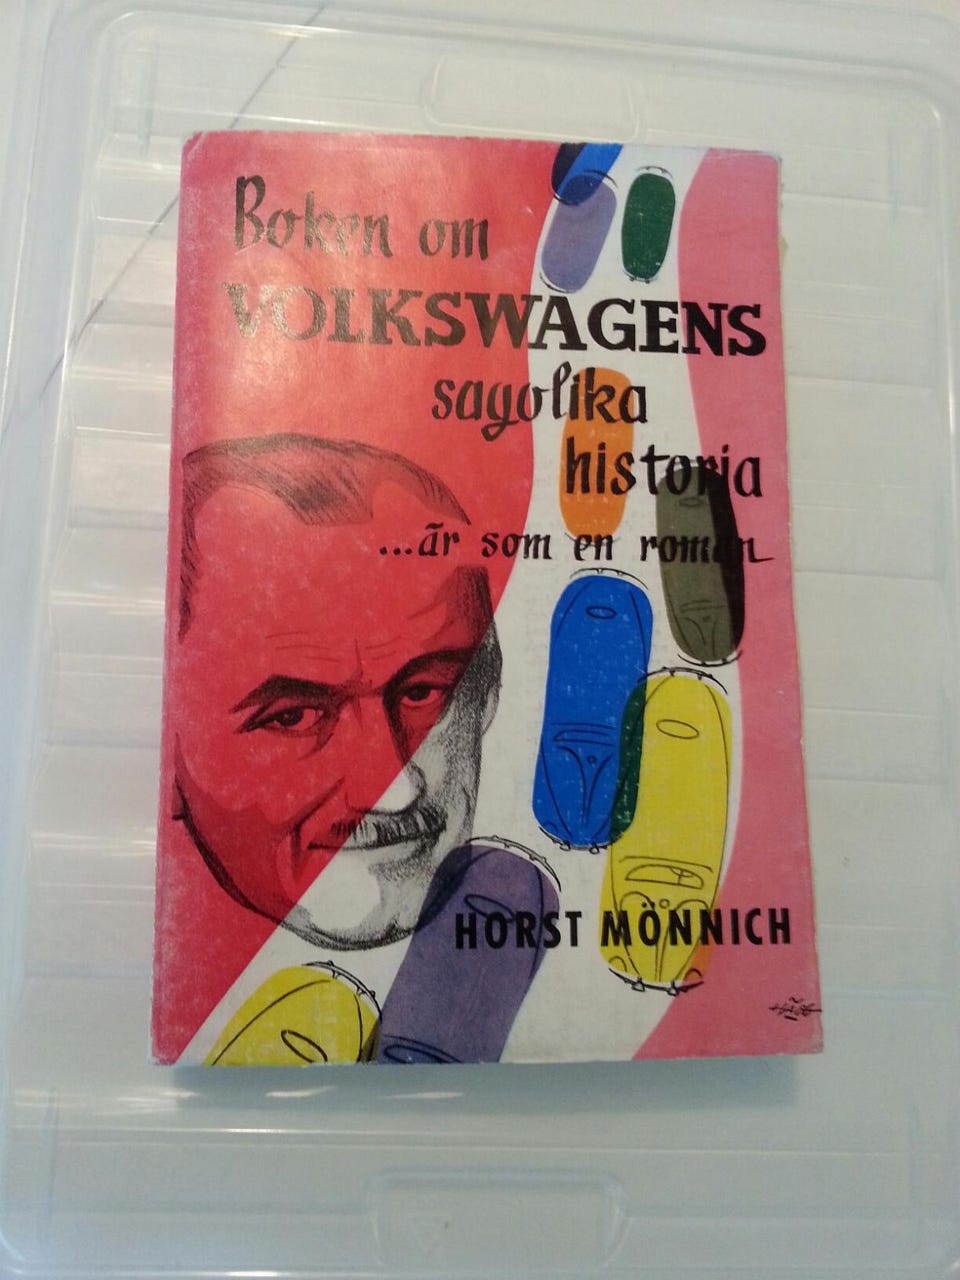 Boken om
VOLKSWAGENS
sagolika
historia
...är som en roman
HORST MÖNNICH